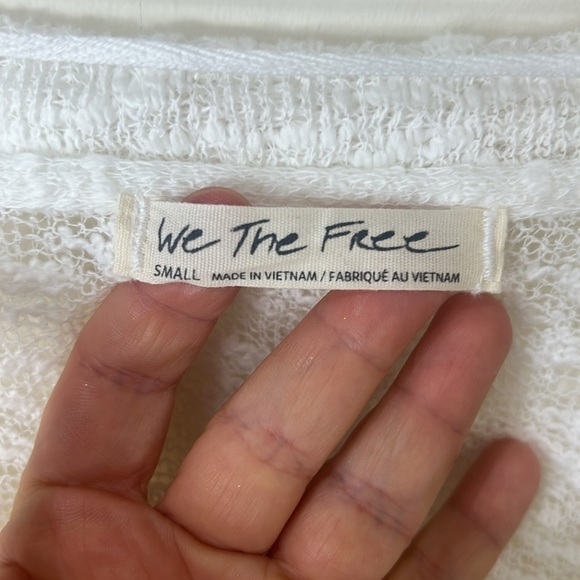 We The Free
SMALL MADE IN VIETNAM / FABRIQUÉ AU VIETNAM